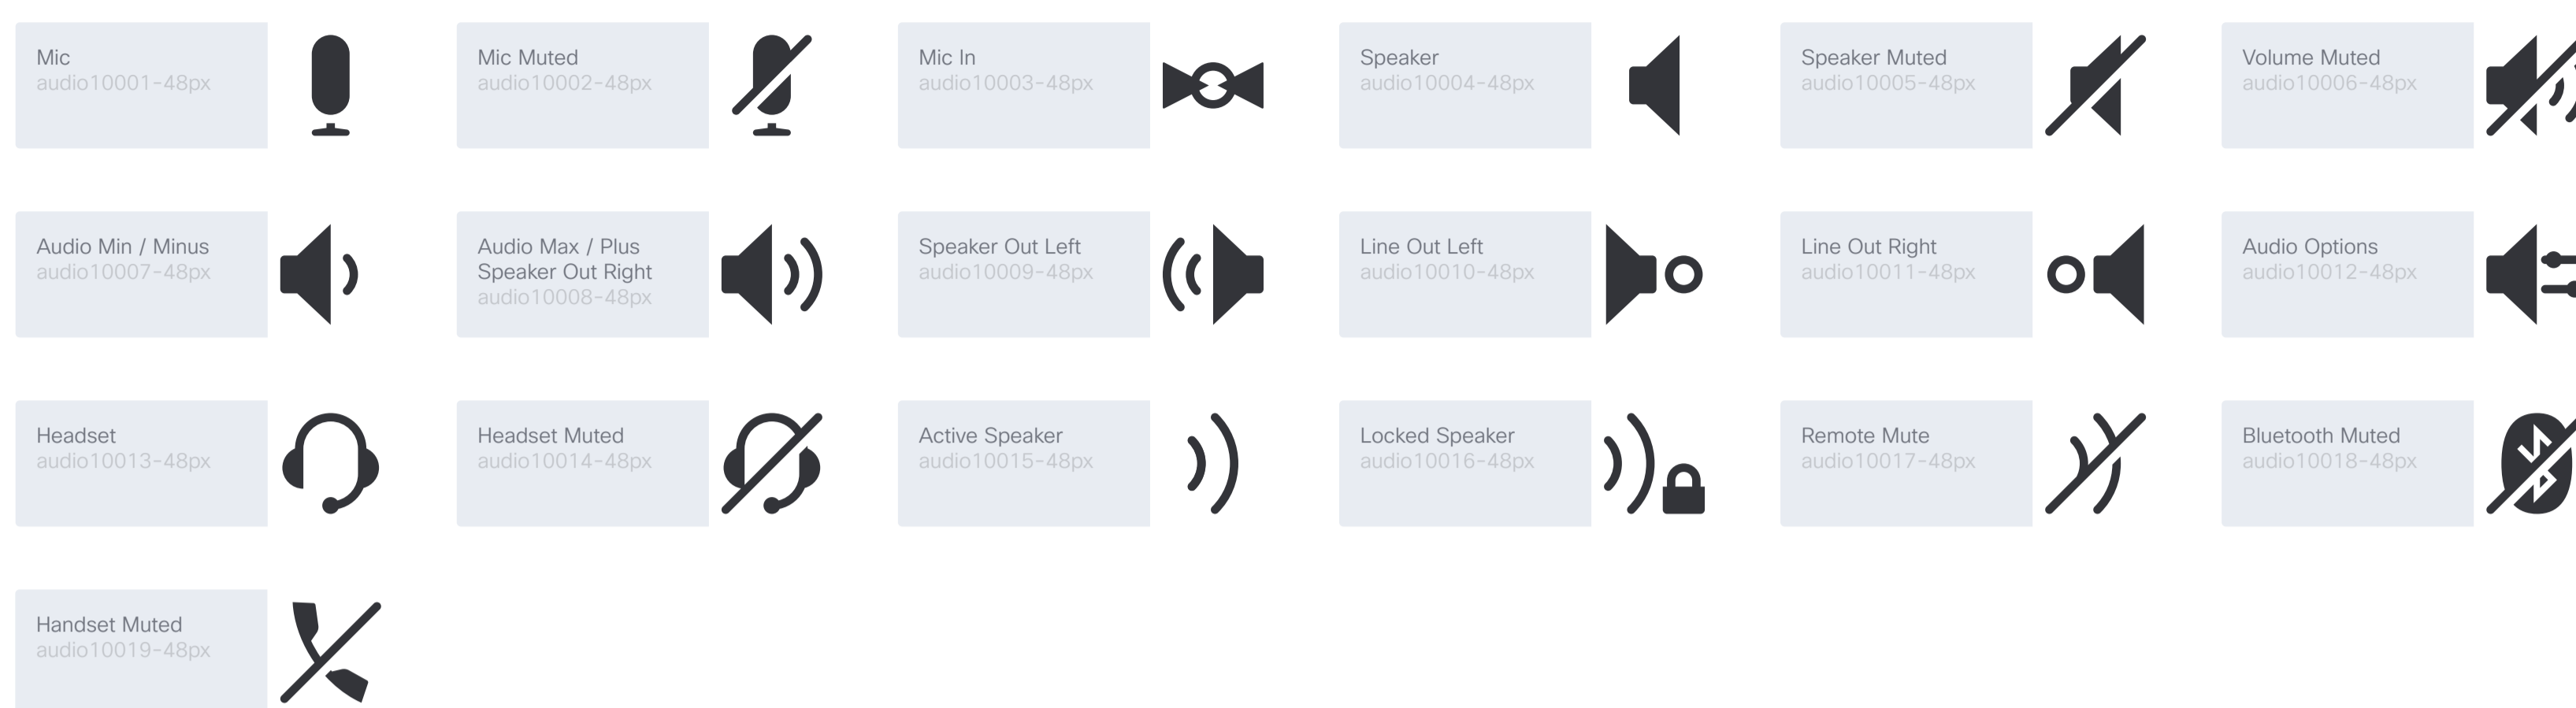 Mic
audio10001-48px
Mic Muted
audio10002-48px
Mic In
audio10003-48px
Speaker
audio10004-48px
Speaker Muted
audio10005-48px
Volume Muted
audio10006-48px
Audio Min / Minus
audio10007-48px
Audio Max / Plus
Speaker Out Right
audio10008-48px
Speaker Out Left
audio10009-48px
Line Out Left
audio10010-48px
Line Out Right
audio10011-48px
Audio Options
audio10012-48px
Headset
audio10013-48px
Headset Muted
audio10014-48px
Active Speaker
audio10015-48px
Locked Speaker
audio10016-48px
Remote Mute
audio10017-48px
Bluetooth Muted
audio10018-48px
Handset Muted
audio10019-48px